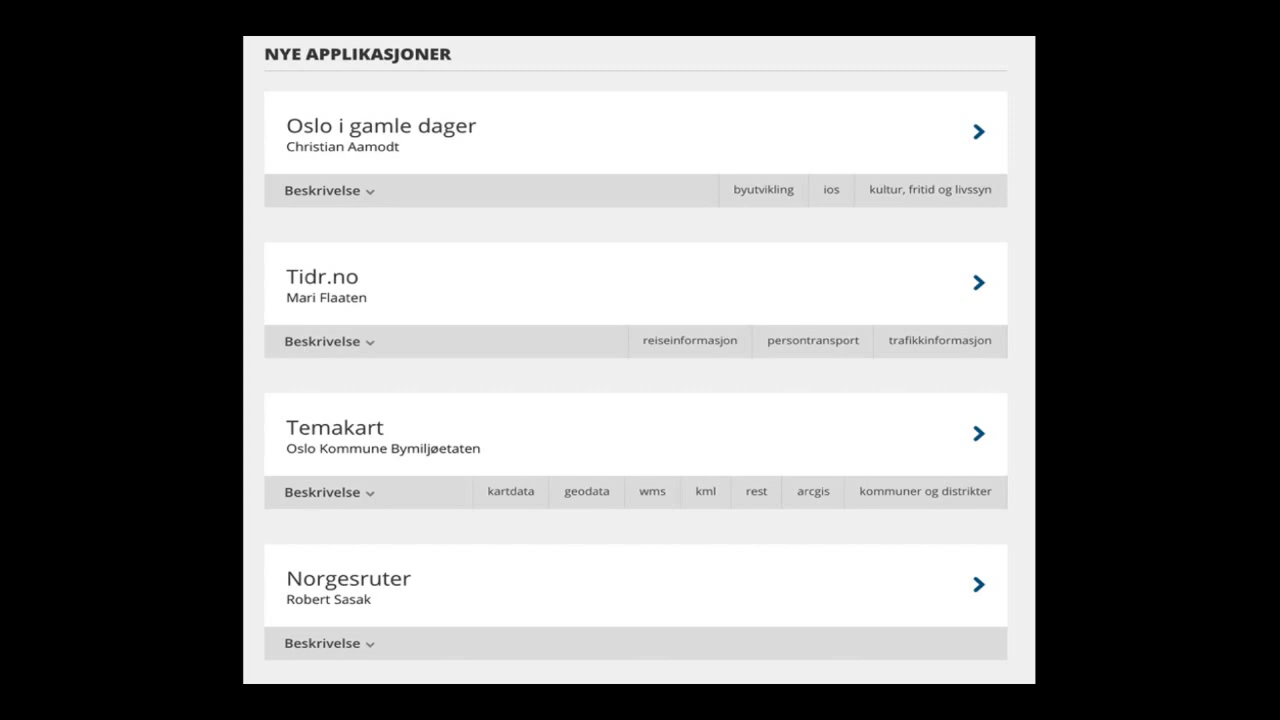 NYE APPLIKASJONER
Oslo i gamle dager
Christian Aamodt
Beskrivelse byutvikling ios kultur, fritid og livssyn
Tidr.no
Mari Flaaten
Beskrivelse reiseinformasjon persontransport trafikkinformasjon
Temakart
Oslo Kommune Bymiljøetaten
Beskrivelse kartdata geodata wms kml rest arcgis kommuner og distrikter
Norgesruter
Robert Sasak
Beskrivelse